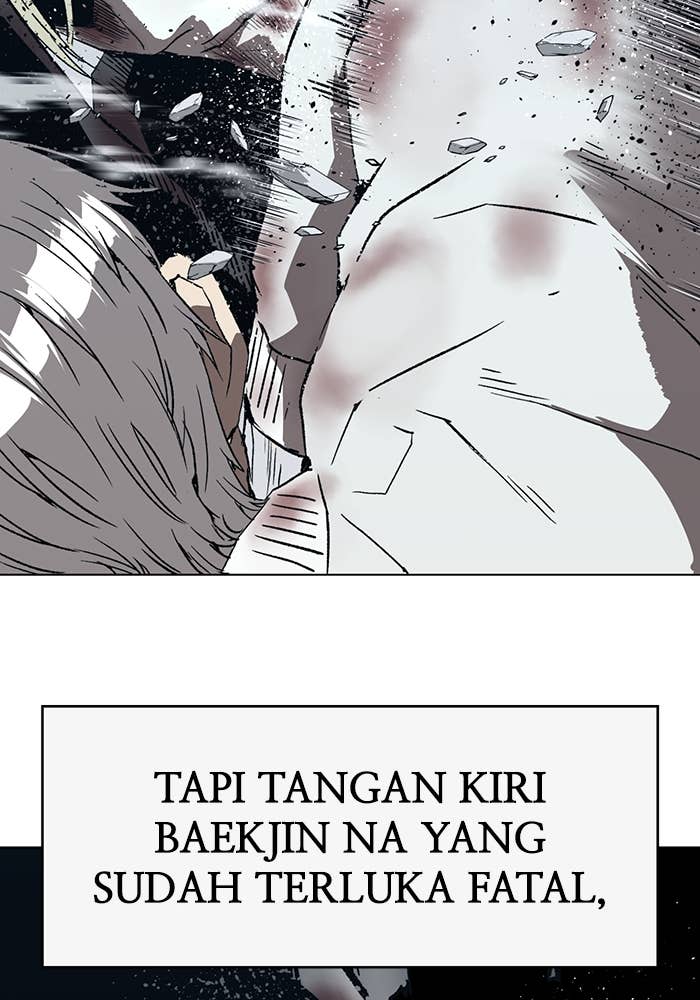 TAPI TANGAN KIRI
BAEKJIN NA YANG
SUDAH TERLUKA FATAL,